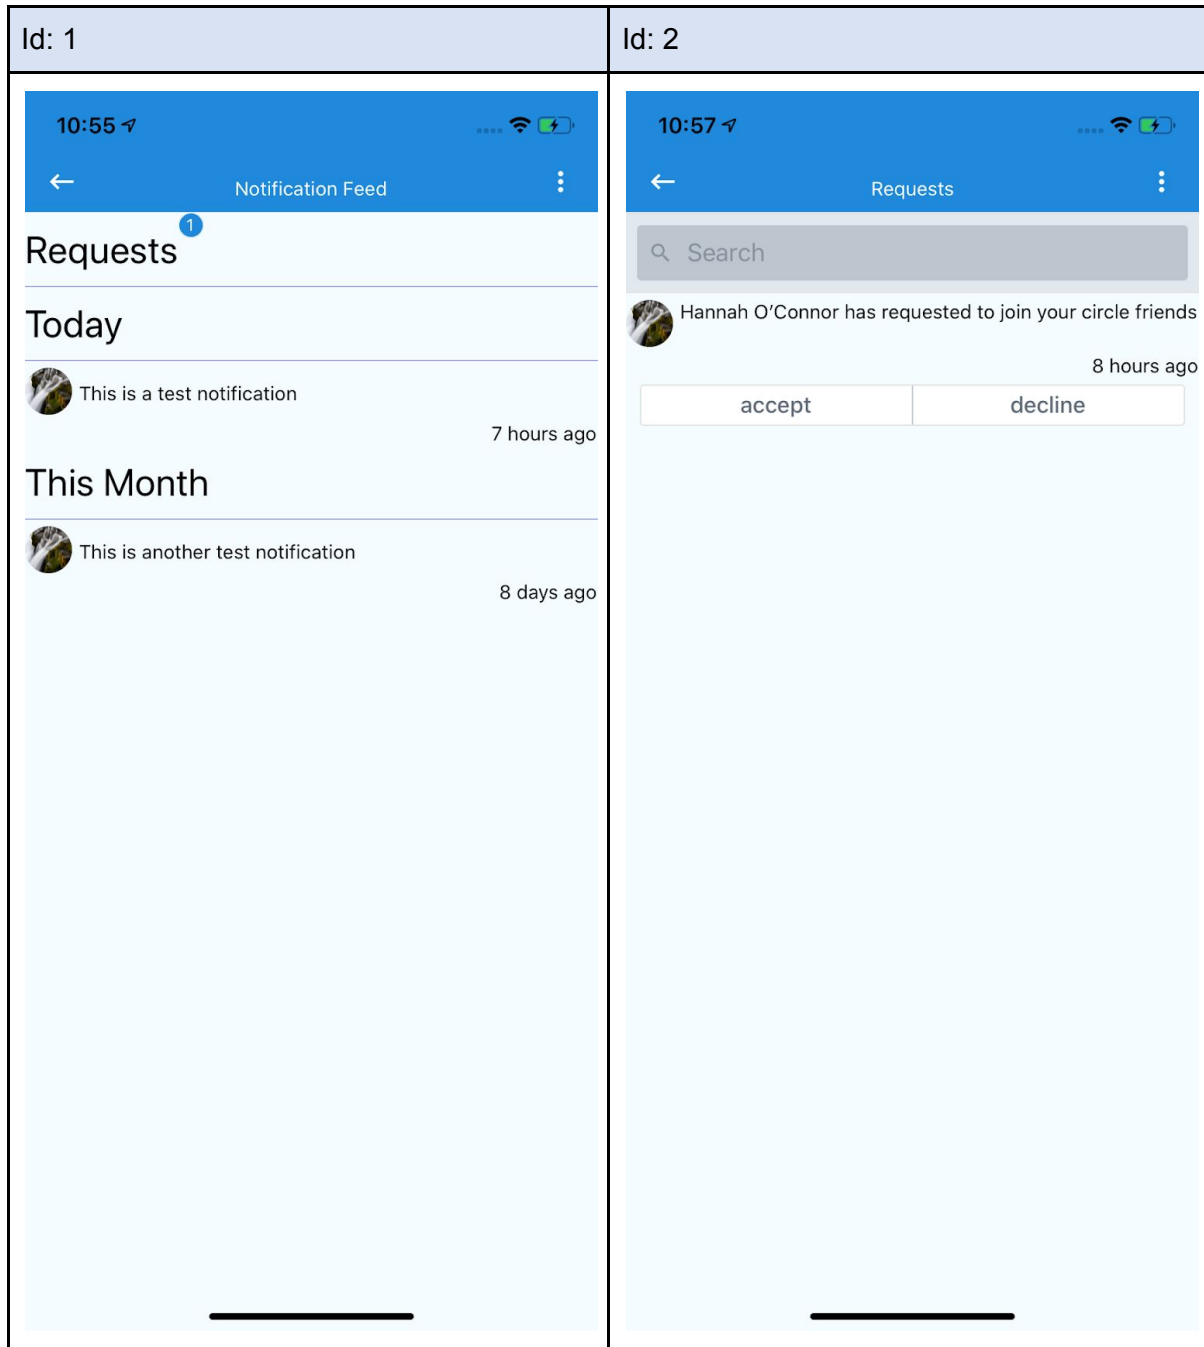 Id: 1
Id: 2
10:55
Notification Feed
Requests
1
Today
This is a test notification
7 hours ago
This Month
This is another test notification
8 days ago
10:57
Requests
Search
Hannah O'Connor has requested to join your circle friends
8 hours ago
accept
decline